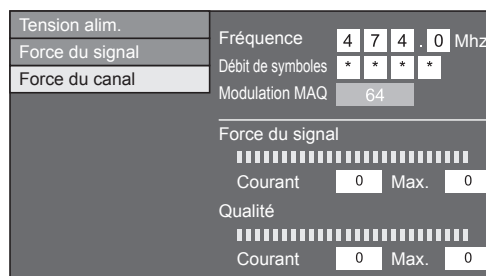 Tension alim.
Force du signal
Force du canal
Fréquence 4 7 4 . 0 Mhz
Débit de symboles * * * *
Modulation MAQ 64
Force du signal
Courant 0 Max. 0
Qualité
Courant 0 Max. 0